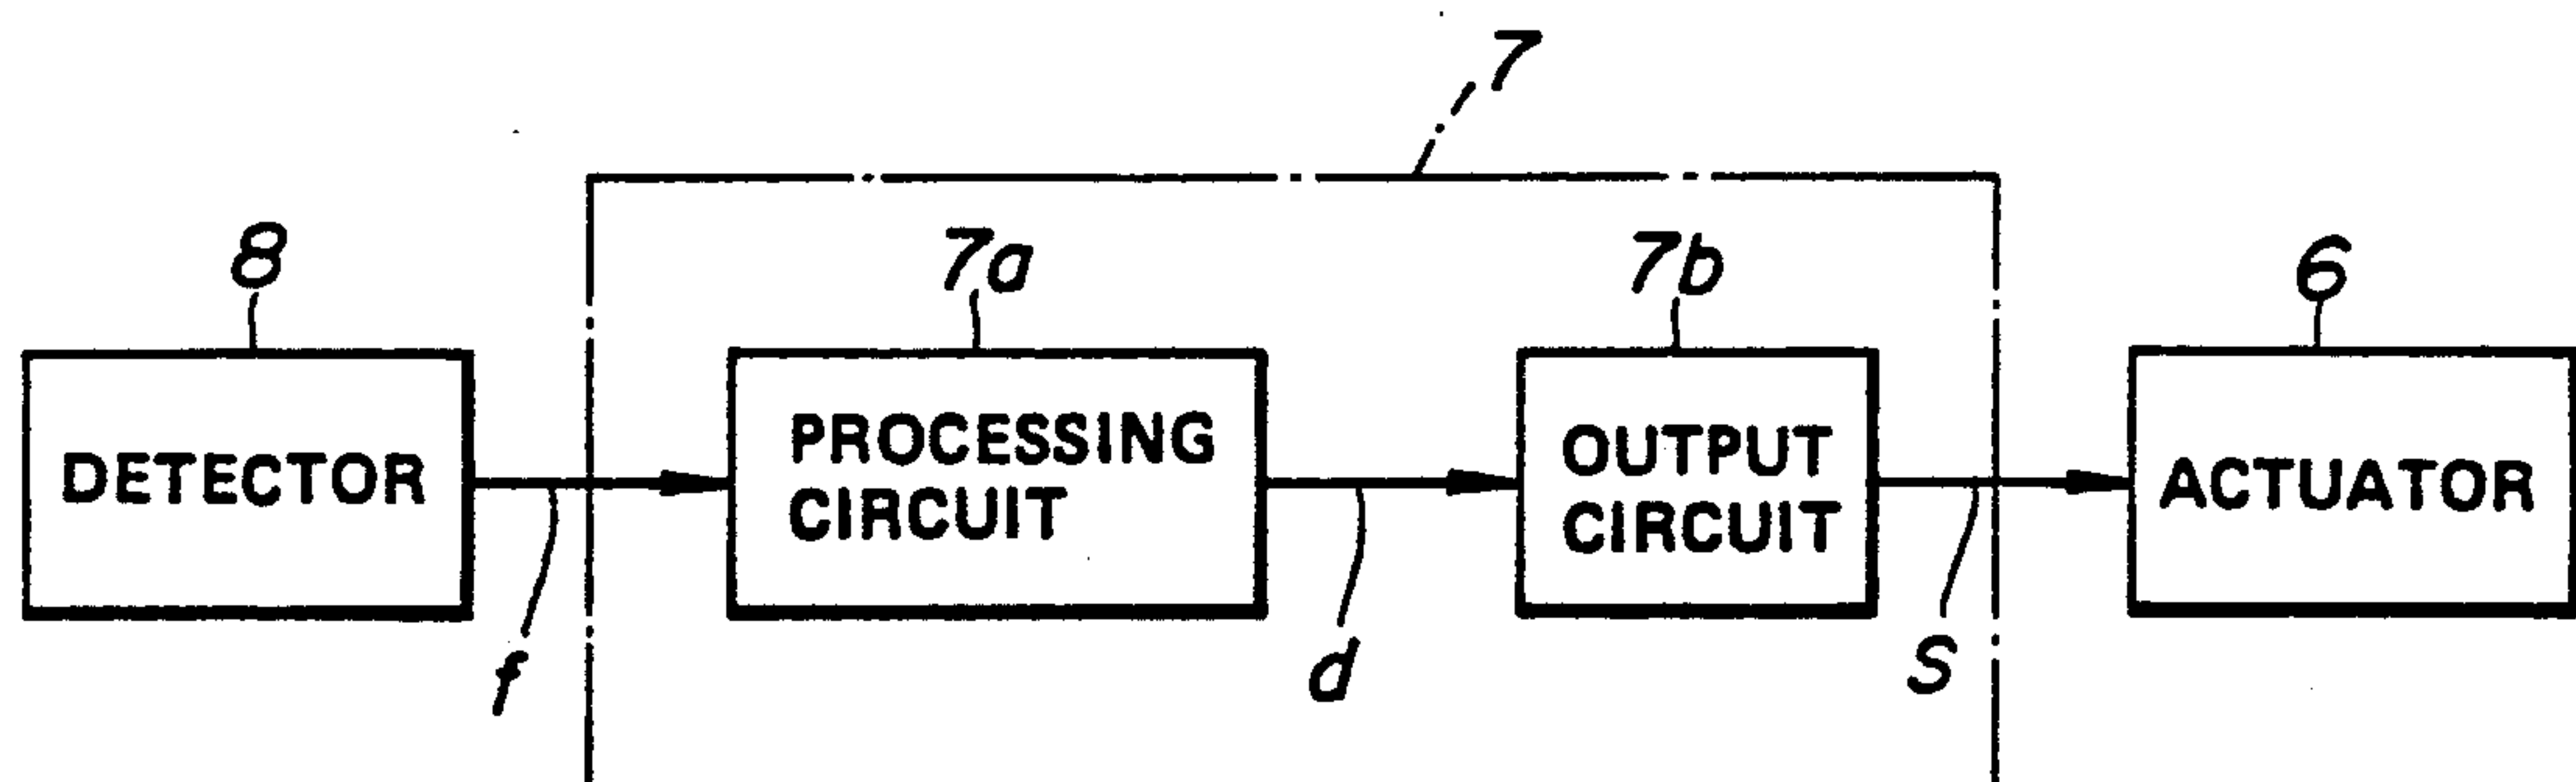 7
8
7a
7b
6
DETECTOR
PROCESSING
CIRCUIT
OUTPUT
CIRCUIT
ACTUATOR
f
d
S